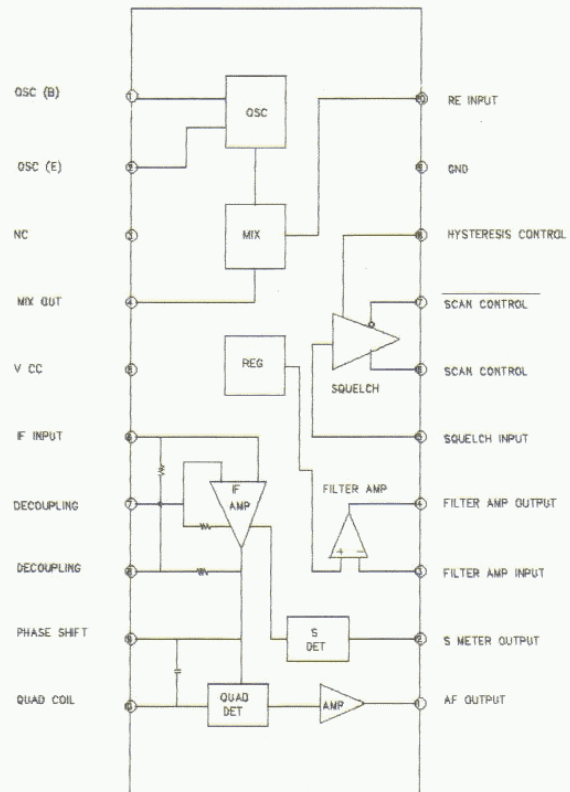 OSC (B)
OSC (E)
NC
MIX OUT
V CC
IF INPUT
DECOUPLING
DECOUPLING
PHASE SHIFT
QUAD COIL
OSC
MIX
REG
SQUELCH
IF
AMP
FILTER AMP
+ -
S
DET
QUAD
DET
AMP
RE INPUT
GND
HYSTERESIS CONTROL
SCAN CONTROL
SCAN CONTROL
SQUELCH INPUT
FILTER AMP OUTPUT
FILTER AMP INPUT
S METER OUTPUT
AF OUTPUT